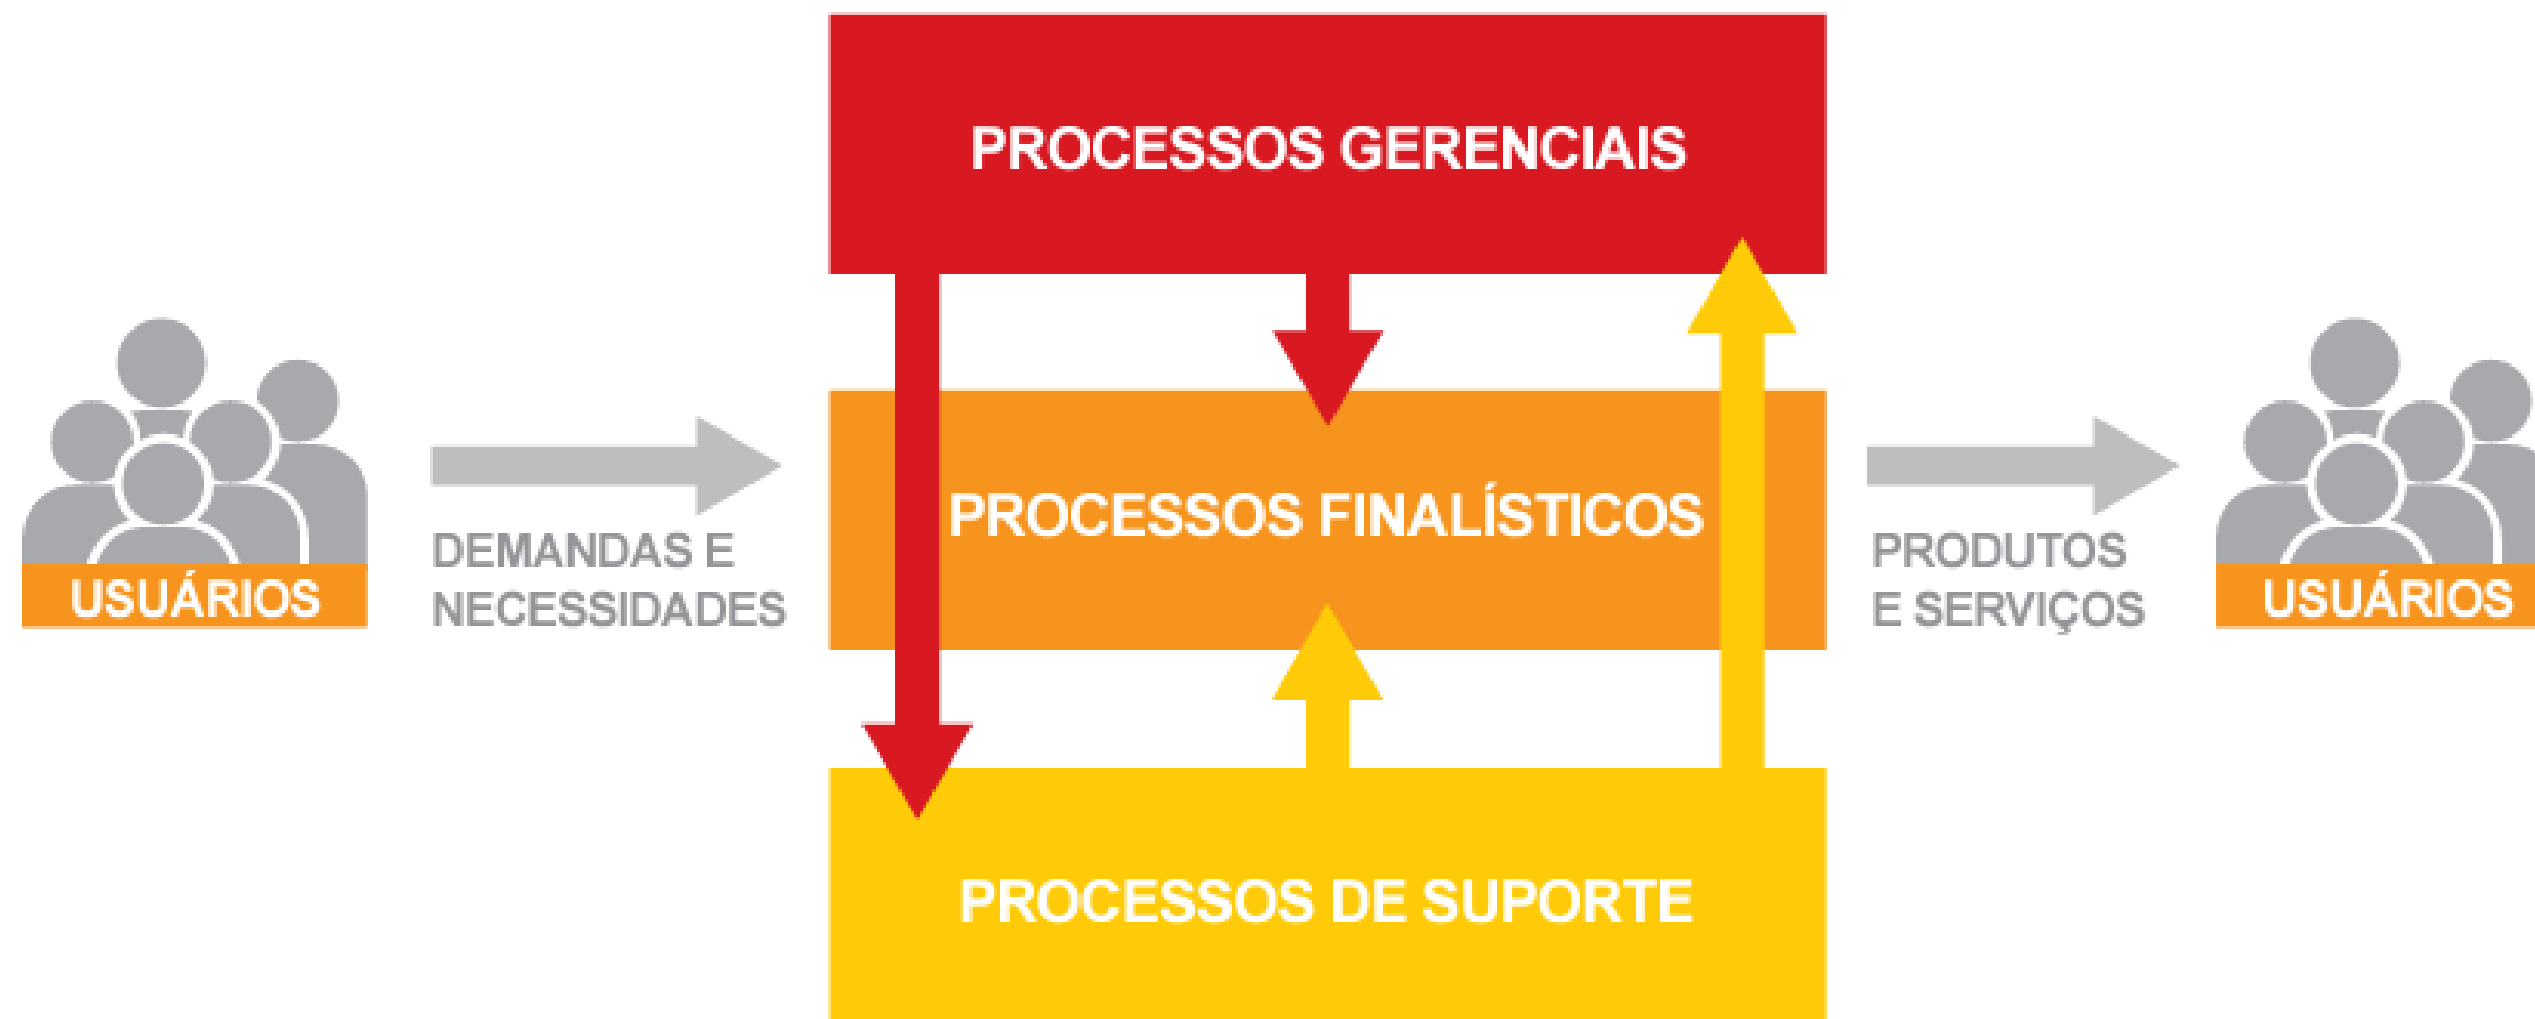 PROCESSOS GERENCIAIS
USUÁRIOS
DEMANDAS E
NECESSIDADES
PROCESSOS FINALÍSTICOS
PRODUTOS
E SERVIÇOS
USUÁRIOS
PROCESSOS DE SUPORTE